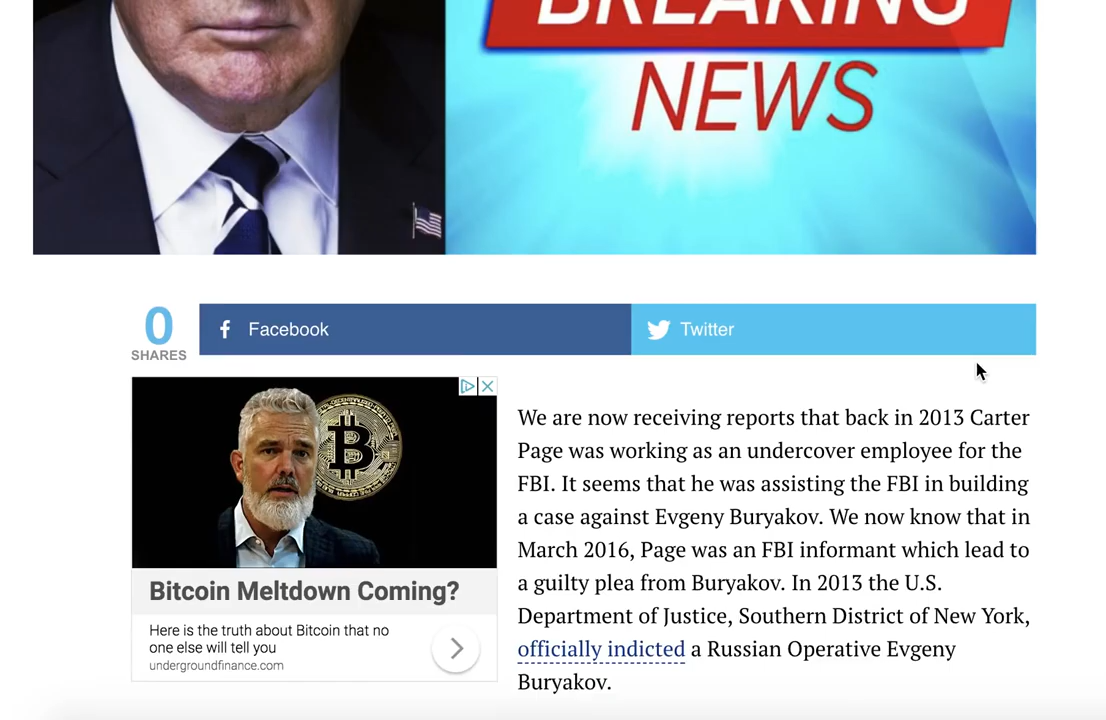 BREAKING
NEWS
0
SHARES
Facebook
Twitter
Bitcoin Meltdown Coming?
Here is the truth about Bitcoin that no
one else will tell you
undergroundfinance.com
We are now receiving reports that back in 2013 Carter
Page was working as an undercover employee for the
FBI. It seems that he was assisting the FBI in building
a case against Evgeny Buryakov. We now know that in
March 2016, Page was an FBI informant which lead to
a guilty plea from Buryakov. In 2013 the U.S.
Department of Justice, Southern District of New York,
officially indicted a Russian Operative Evgeny
Buryakov.